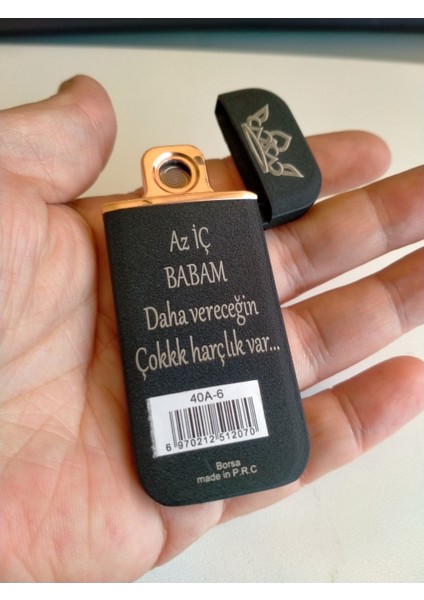 Az İÇ
BABAM
Daha vereceğin
Çokkk harçlık var...
40A-6
6 970212 512070
Borsa
made in P.R.C